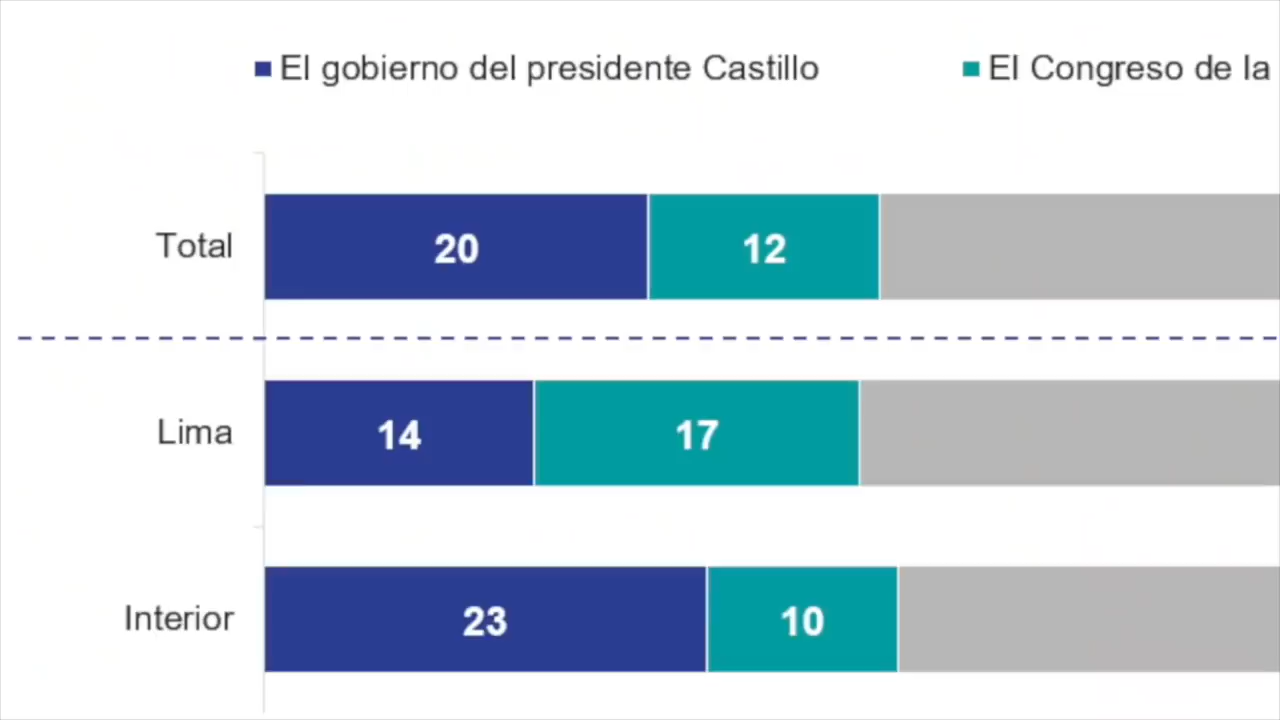 El gobierno del presidente Castillo El Congreso de la
Total 20 12
Lima 14 17
Interior 23 10